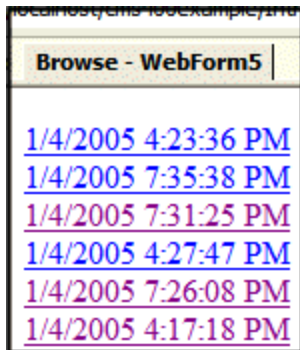 Browse - WebForm5
1/4/2005 4:23:36 PM
1/4/2005 7:35:38 PM
1/4/2005 7:31:25 PM
1/4/2005 4:27:47 PM
1/4/2005 7:26:08 PM
1/4/2005 4:17:18 PM